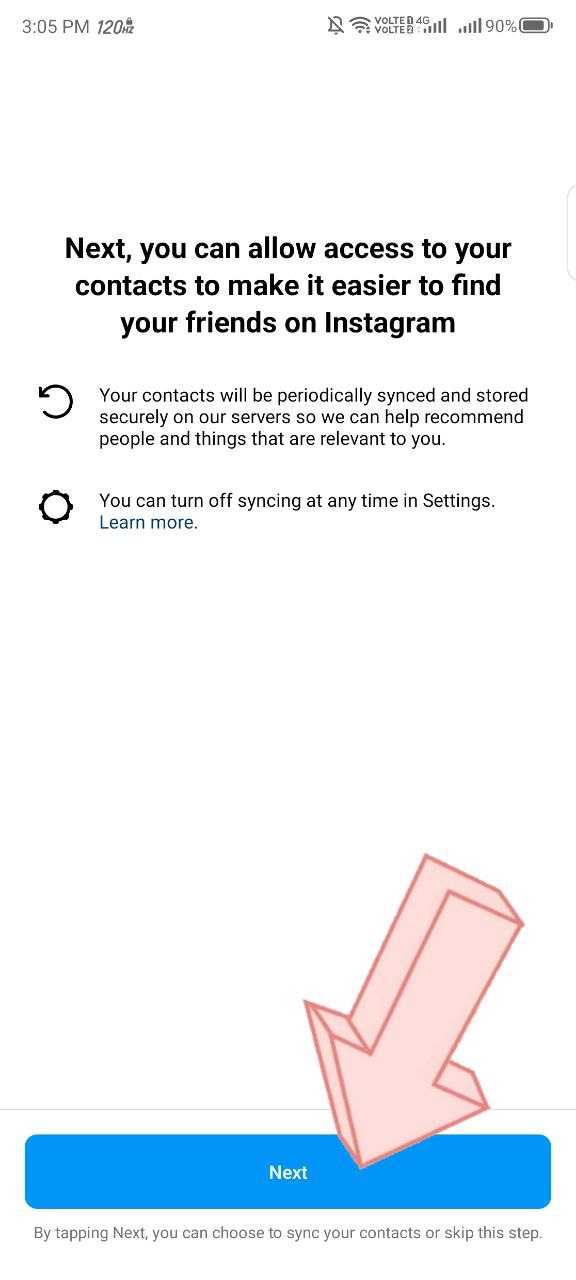 3:05 PM 120HZ VOLTE 1 4G VOLTE 2 90%
Next, you can allow access to your
contacts to make it easier to find
your friends on Instagram
Your contacts will be periodically synced and stored
securely on our servers so we can help recommend
people and things that are relevant to you.
You can turn off syncing at any time in Settings.
Learn more.
Next
By tapping Next, you can choose to sync your contacts or skip this step.